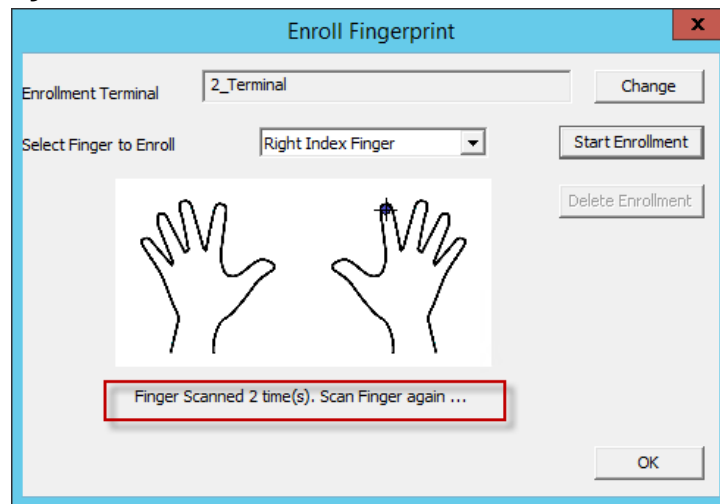 Enroll Fingerprint
x
Enrollment Terminal 2_Terminal Change
Select Finger to Enroll Right Index Finger Start Enrollment
Delete Enrollment
Finger Scanned 2 time(s). Scan Finger again ...
OK